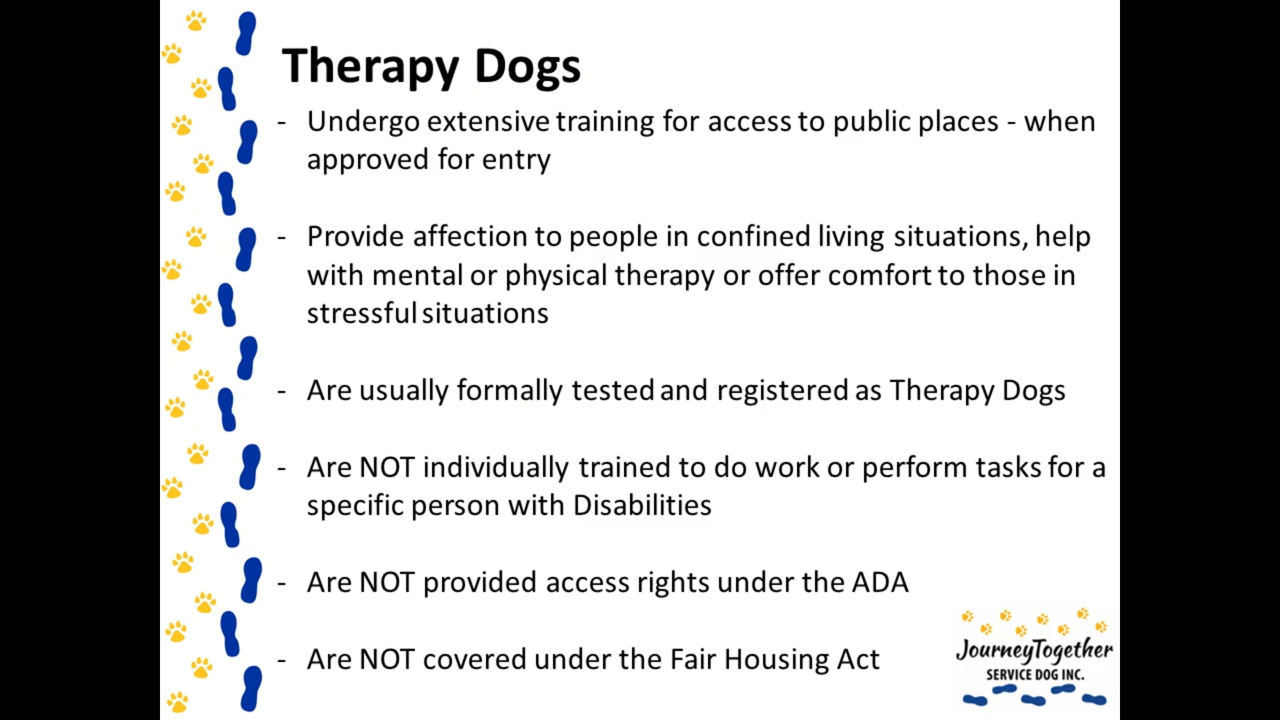 Therapy Dogs
- Undergo extensive training for access to public places - when
approved for entry
- Provide affection to people in confined living situations, help
with mental or physical therapy or offer comfort to those in
stressful situations
- Are usually formally tested and registered as Therapy Dogs
- Are NOT individually trained to do work or perform tasks for a
specific person with Disabilities
- Are NOT provided access rights under the ADA
- Are NOT covered under the Fair Housing Act
JourneyTogether
SERVICE DOG INC.